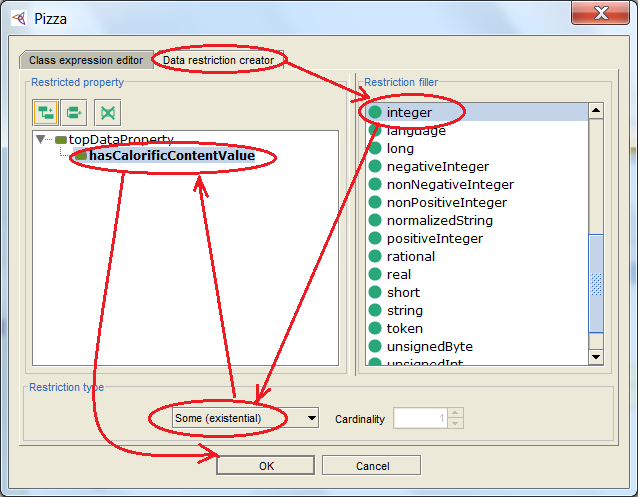 Pizza
Class expression editor
Data restriction creator
Restricted property
topDataProperty
hasCalorificContentValue
Restriction filler
integer
language
long
negativeInteger
nonNegativeInteger
nonPositiveInteger
normalizedString
positiveInteger
rational
real
short
string
token
unsignedByte
unsignedInt
Restriction type
Some (existential)
Cardinality
1
OK
Cancel